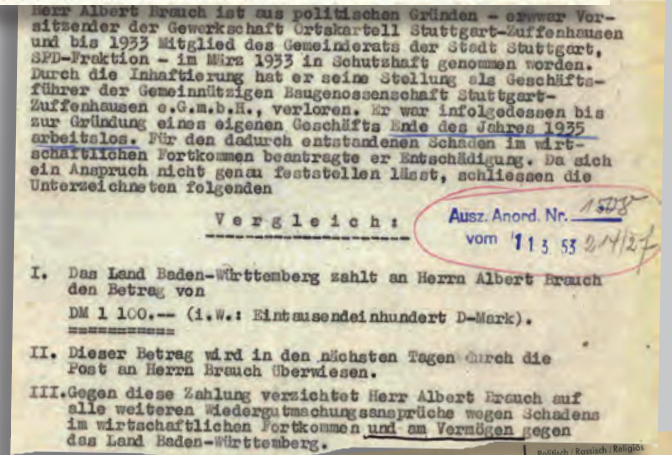 Herr Albert Brauch ist aus politischen Gründen - erwwar Vor-
sitzender der Gewerkschaft Ortskartell Stuttgart-Zuffenhausen
und bis 1933 Mitglied des Gemeinderats der Stadt Stuttgart,
SPD-Fraktion - im März 1933 in Schutzhaft genommen worden.
Durch die Inhaftierung hat er seine Stellung als Geschäfts-
führer der Gemeinnützigen Baugenossenschaft Stuttgart-
Zuffenhausen e.G.m.b.H., verloren. Er war infolgedessen bis
zur Gründung eines eigenen Geschäfts Ende des Jahres 1935
arbeitslos. Für den dadurch entstandenen Schaden im wirt-
schaftlichen Fortkommen beantragte er Entschädigung. Da sich
ein Anspruch nicht genau feststellen lässt, schliessen die
Unterzeichneten folgenden
Vergleich:
Ausz. Anord. Nr. 1508
vom 11 3 53 214/27
I. Das Land Baden-Württemberg zahlt an Herrn Albert Brauch
den Betrag von
DM 1 100.-- (i.W.: Eintausendeinhundert D-Mark).
II. Dieser Betrag wird in den nächsten Tagen durch die
Post an Herrn Brauch überwiesen.
III.Gegen diese Zahlung verzichtet Herr Albert Brauch auf
alle weiteren Wiedergutmachungsansprüche wegen Schadens
im wirtschaftlichen Fortkommen und am Vermögen gegen
das Land Baden-Württemberg.
Politisch / Rassisch / Religiös